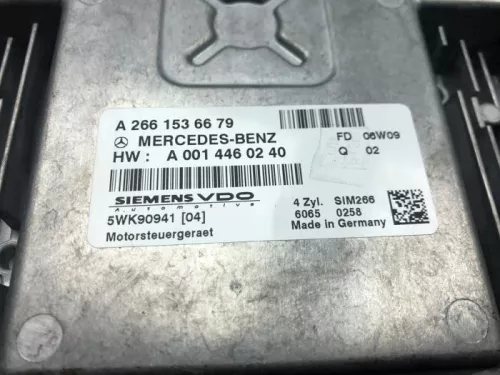 A 266 153 66 79
MERCEDES-BENZ
FD 06W09
HW : A 001 446 02 40
Q 02
SIEMENS VDO
Automotive
4 Zyl. SIM266
5WK90941 [04]
6065 0258
Motorsteuergeraet
Made in Germany